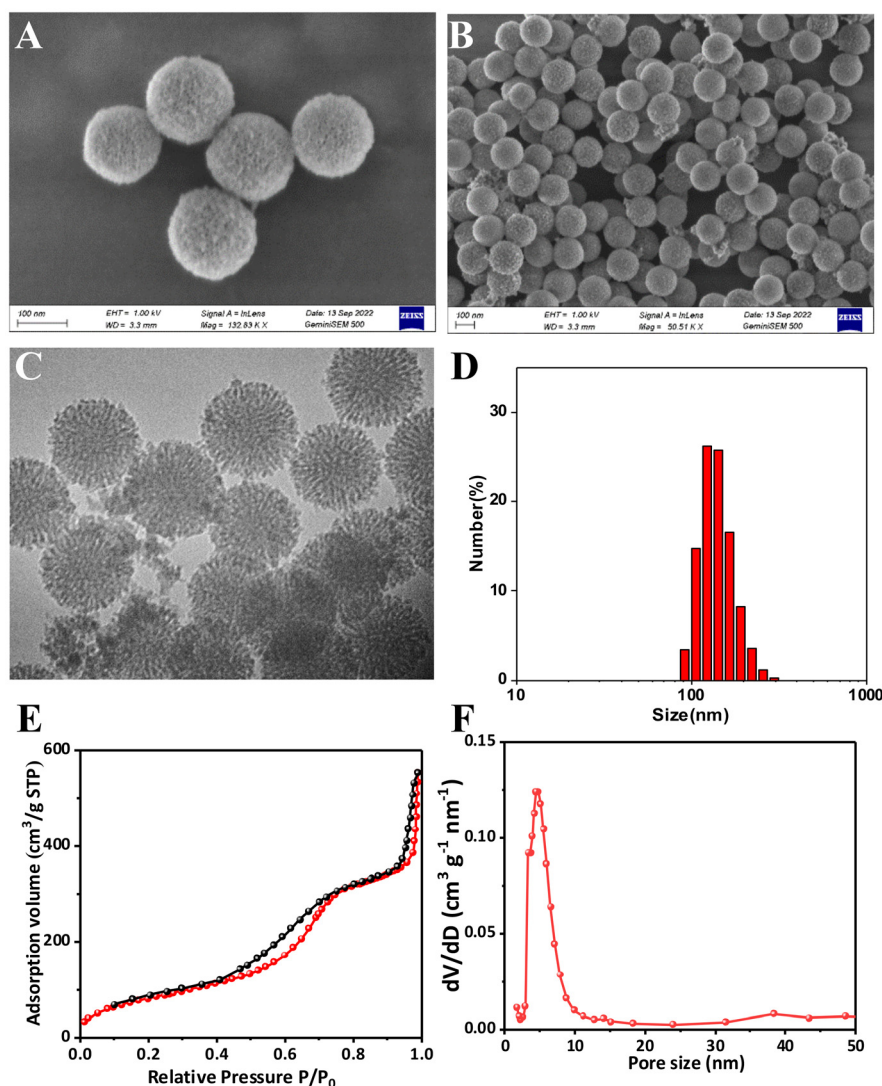 A
100 nm
EHT = 1.00 kV
WD = 3.3 mm
Signal A = InLens
Mag = 132.83 K X
Date: 13 Sep 2022
GeminiSEM 500
ZEISS
B
100 nm
EHT = 1.00 kV
WD = 3.3 mm
Signal A = InLens
Mag = 50.51 K X
Date: 13 Sep 2022
GeminiSEM 500
ZEISS
C
D
Number(%)
30
20
10
0
10
100
1000
Size(nm)
E
Adsorption volume (cm³/g STP)
600
400
200
0
0.0
0.2
0.4
0.6
0.8
1.0
Relative Pressure P/P₀
F
dV/dD (cm³ g⁻¹ nm⁻¹)
0.15
0.10
0.05
0.00
0
10
20
30
40
50
Pore size (nm)